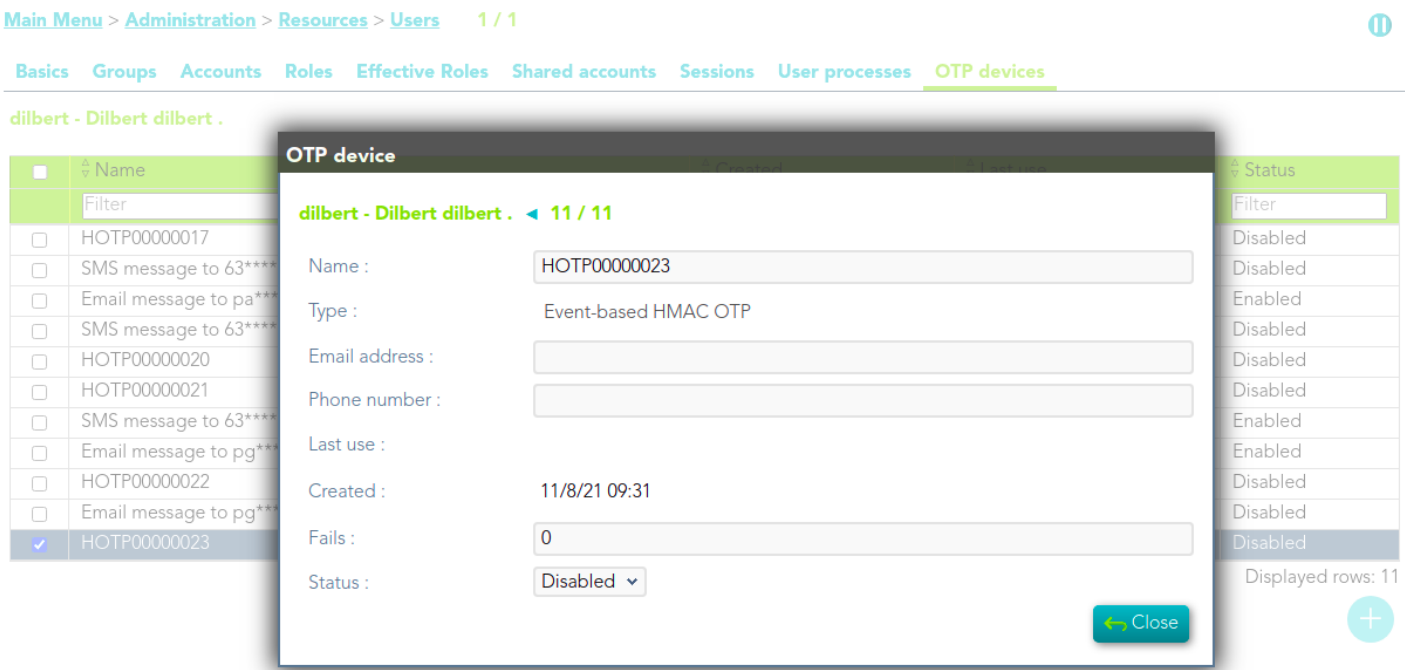 Main Menu > Administration > Resources > Users 1 / 1
Basics Groups Accounts Roles Effective Roles Shared accounts Sessions User processes OTP devices
dilbert - Dilbert dilbert .
Name Created Last use Status
Filter Filter
HOTP00000017 Disabled
SMS message to 63**** Disabled
Email message to pa*** Enabled
SMS message to 63**** Disabled
HOTP00000020 Disabled
HOTP00000021 Disabled
SMS message to 63**** Enabled
Email message to pg*** Enabled
HOTP00000022 Disabled
Email message to pg*** Disabled
HOTP00000023 Disabled
Displayed rows: 11
OTP device
dilbert - Dilbert dilbert . ◄ 11 / 11
Name : HOTP00000023
Type : Event-based HMAC OTP
Email address :
Phone number :
Last use :
Created : 11/8/21 09:31
Fails : 0
Status : Disabled
Close